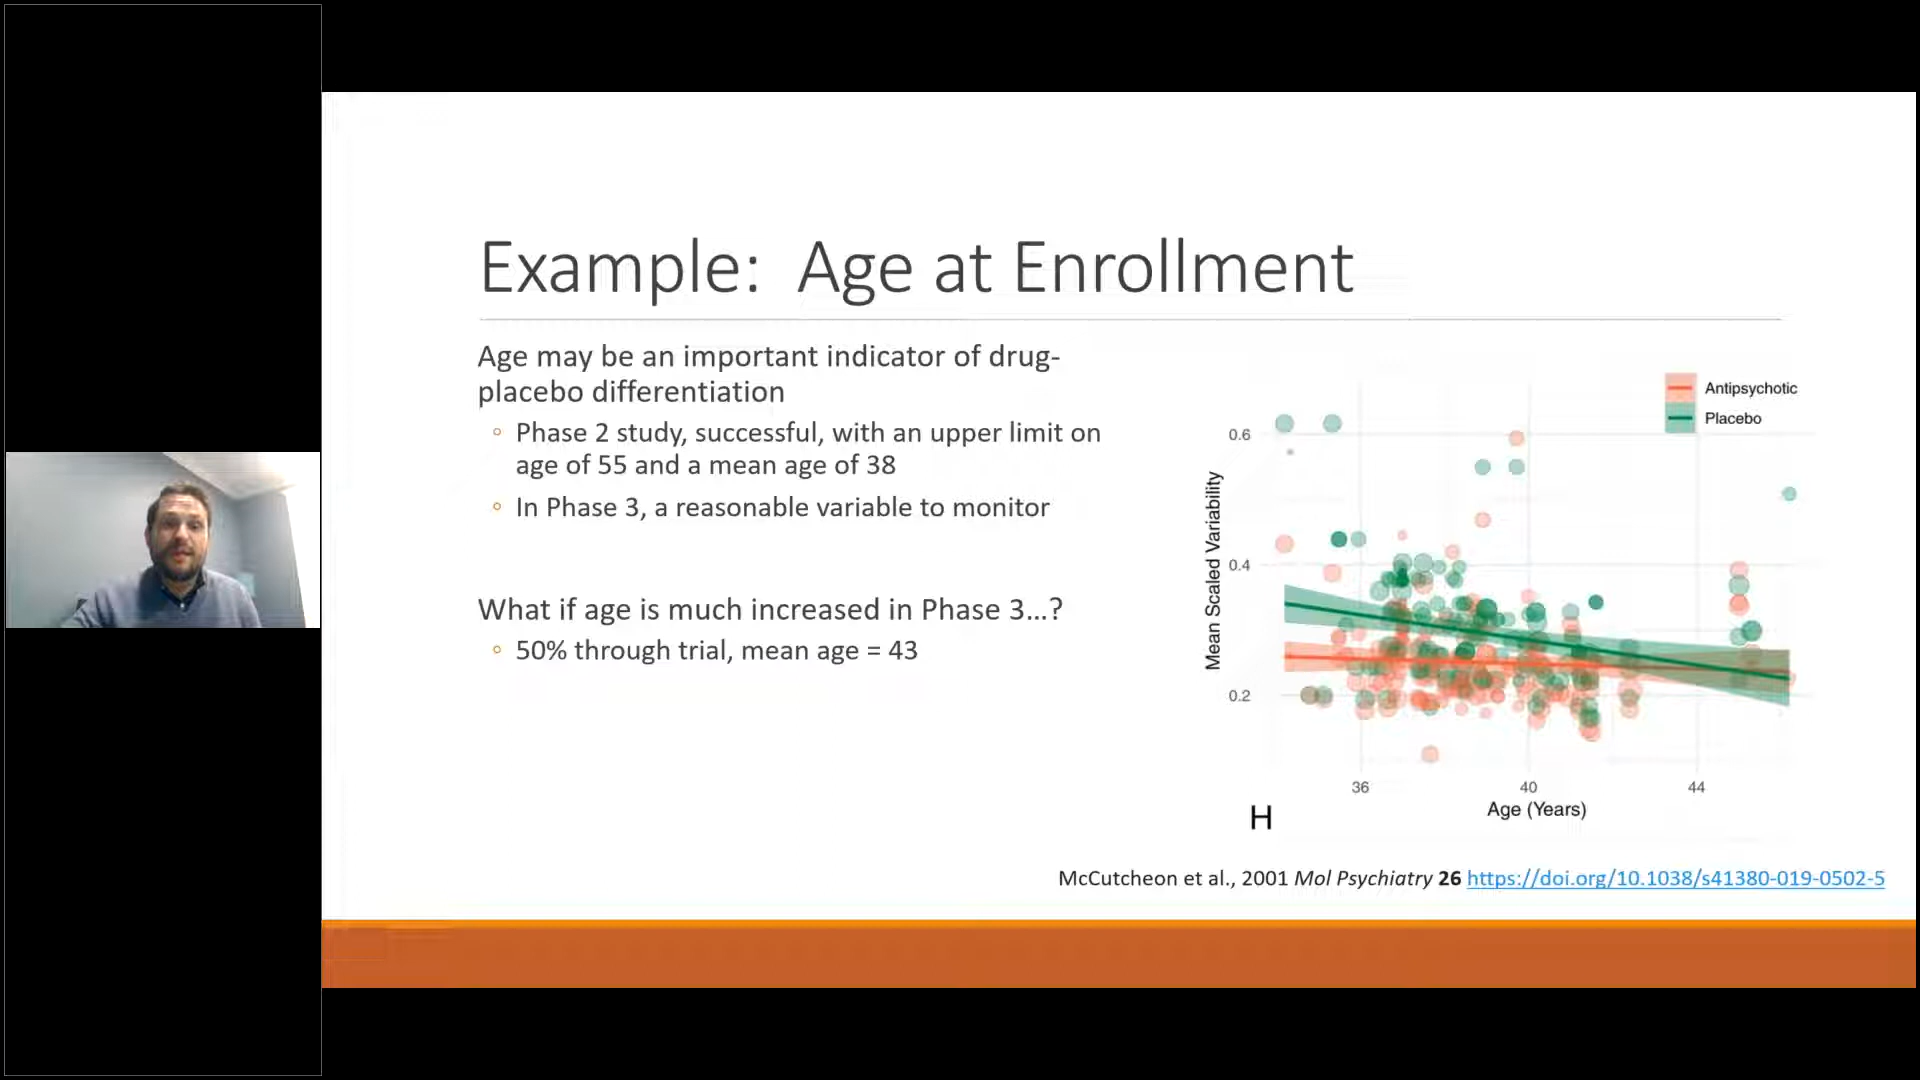 Example:  Age at Enrollment
Age may be an important indicator of drug-
placebo differentiation
◦ Phase 2 study, successful, with an upper limit on
age of 55 and a mean age of 38
◦ In Phase 3, a reasonable variable to monitor
What if age is much increased in Phase 3...?
◦ 50% through trial, mean age = 43
Antipsychotic
Placebo
Mean Scaled Variability
0.6
0.4
0.2
36 40 44
Age (Years)
H
McCutcheon et al., 2001 Mol Psychiatry 26 https://doi.org/10.1038/s41380-019-0502-5